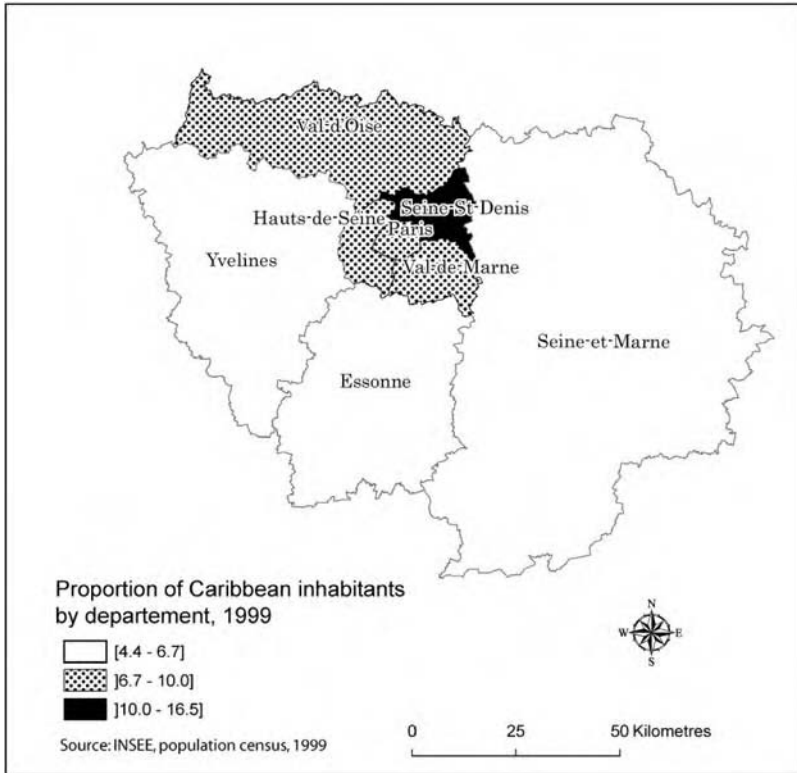 Val-d'Oise
Seine-St-Denis
Hauts-de-Seine
Paris
Yvelines
Val-de-Marne
Seine-et-Marne
Essonne
Proportion of Caribbean inhabitants
by departement, 1999
]4.4 - 6.7]
]6.7 - 10.0]
]10.0 - 16.5]
Source: INSEE, population census, 1999
N
W E
S
0 25 50 Kilometres